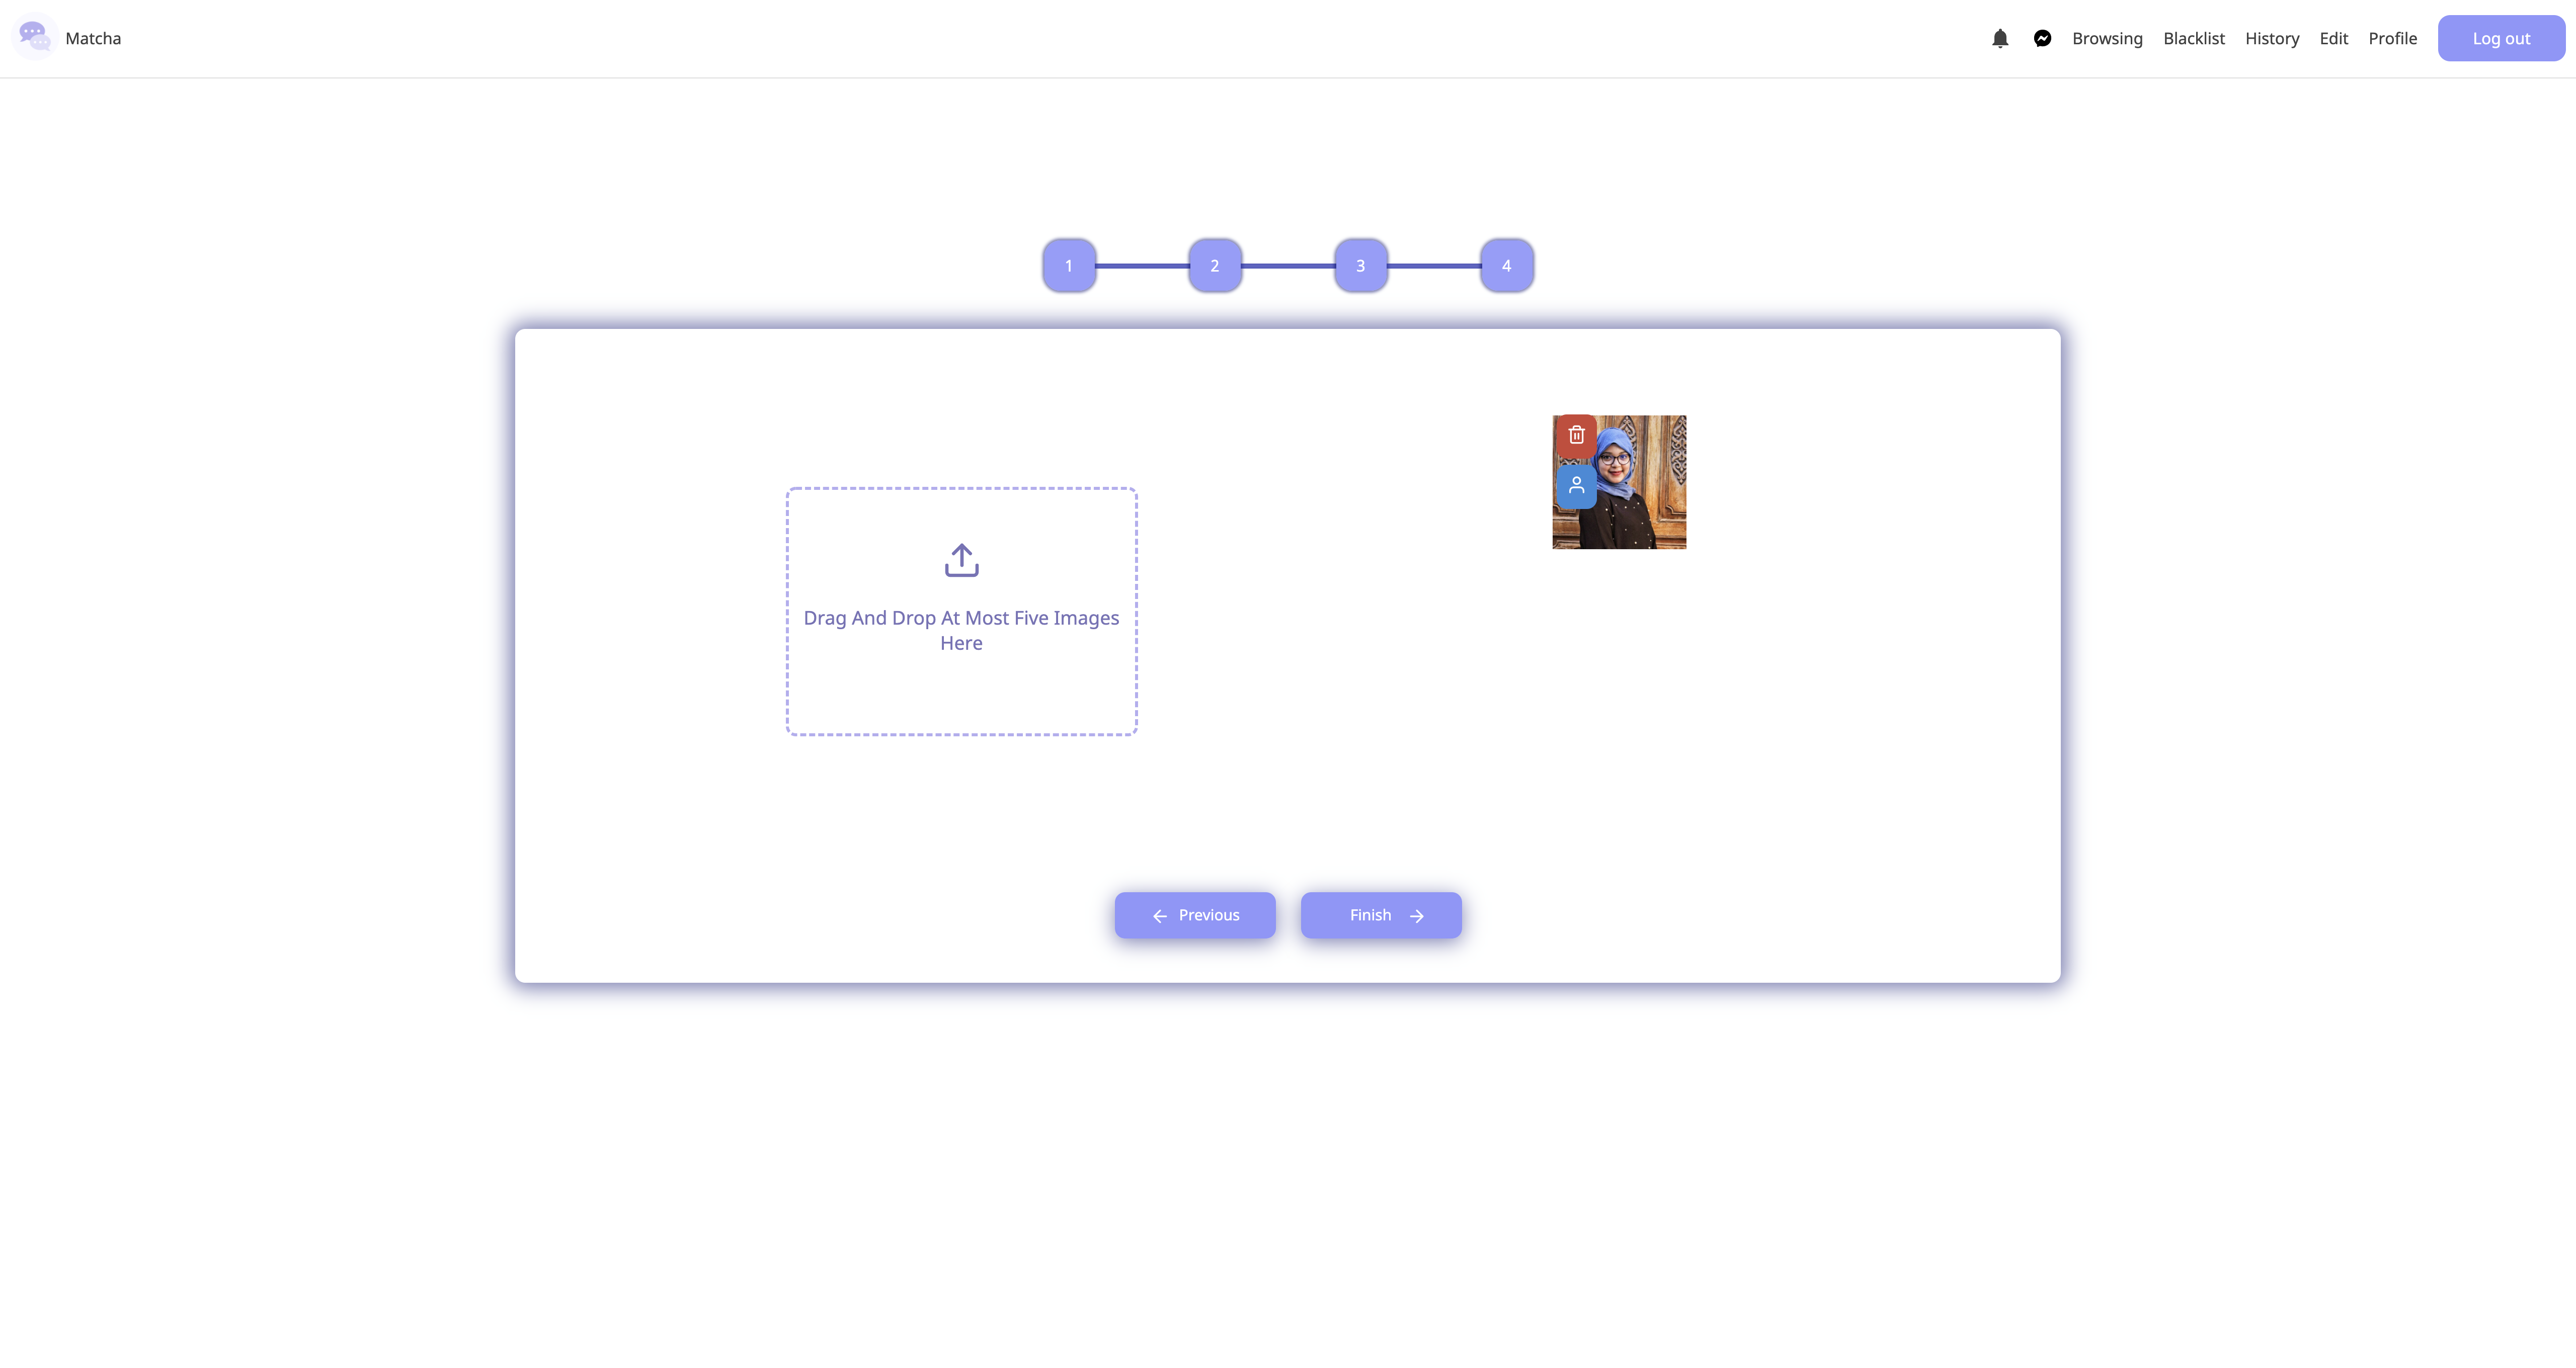 Matcha
Browsing Blacklist History Edit Profile Log out
1 2 3 4
Drag And Drop At Most Five Images
Here
Previous Finish